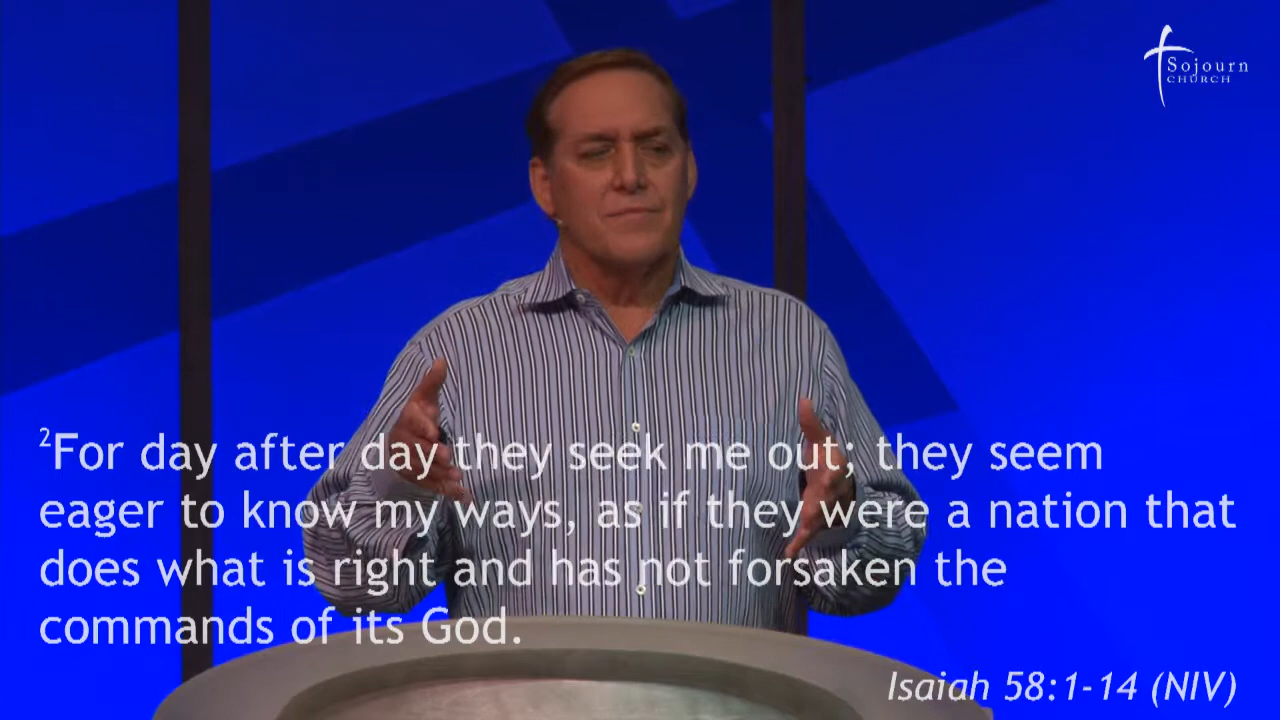 Sojourn
CHURCH
²For day after day they seek me out; they seem
eager to know my ways, as if they were a nation that
does what is right and has not forsaken the
commands of its God.
Isaiah 58:1-14 (NIV)